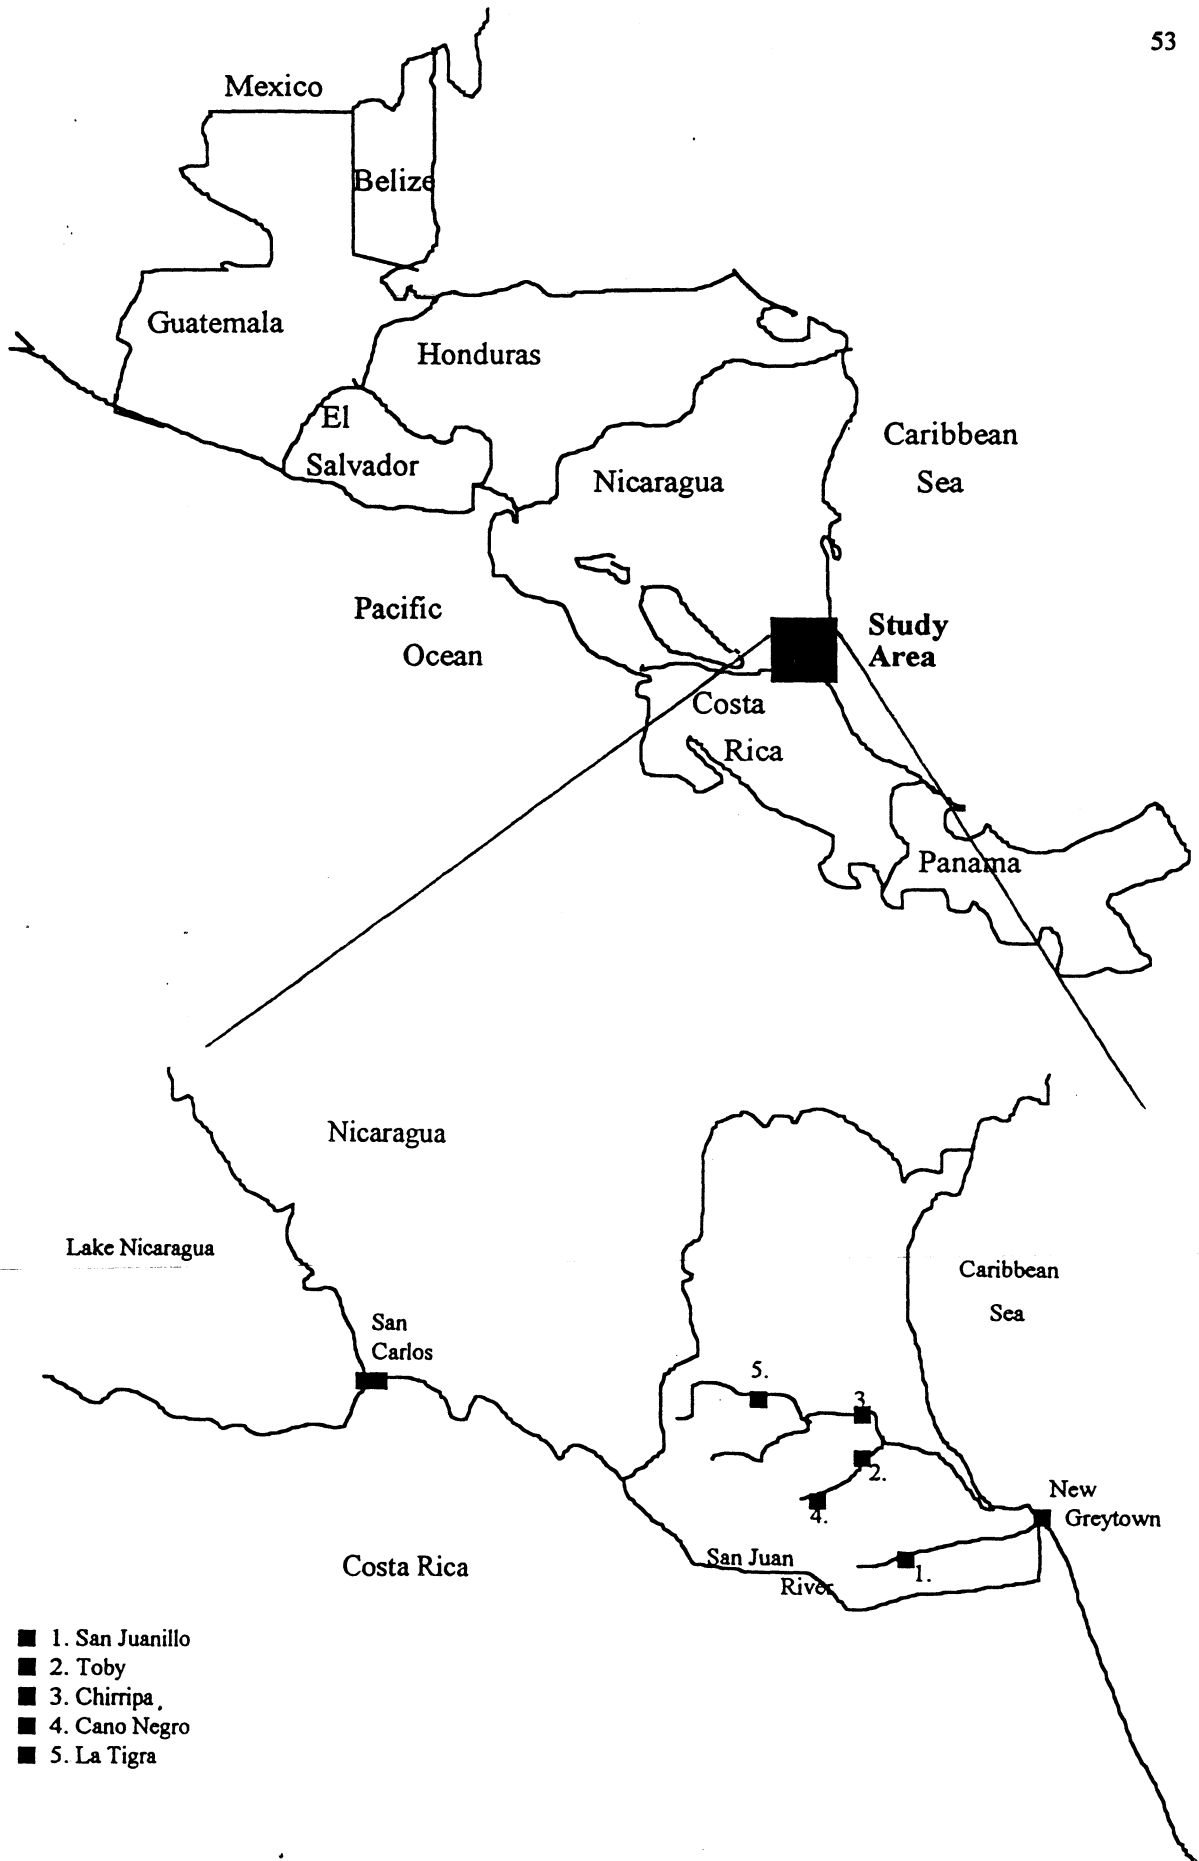 53
Mexico
Belize
Guatemala
Honduras
El
Salvador
Caribbean
Sea
Nicaragua
Pacific
Ocean
Study
Area
Costa
Rica
Panama
Nicaragua
Lake Nicaragua
Caribbean
Sea
San
Carlos
5.
3.
2.
4.
New
Greytown
San Juan
River
1.
Costa Rica
1. San Juanillo
2. Toby
3. Chirripa
4. Cano Negro
5. La Tigra